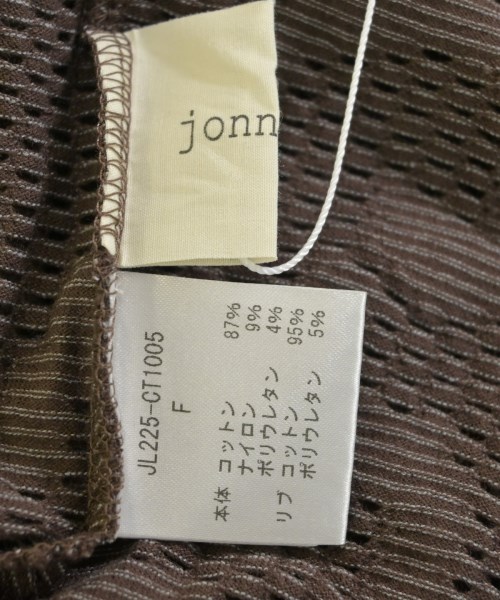 jonn
JL225-CT1005
F
本体 コットン 87%
ナイロン 9%
ポリウレタン 4%
リブ コットン 95%
ポリウレタン 5%